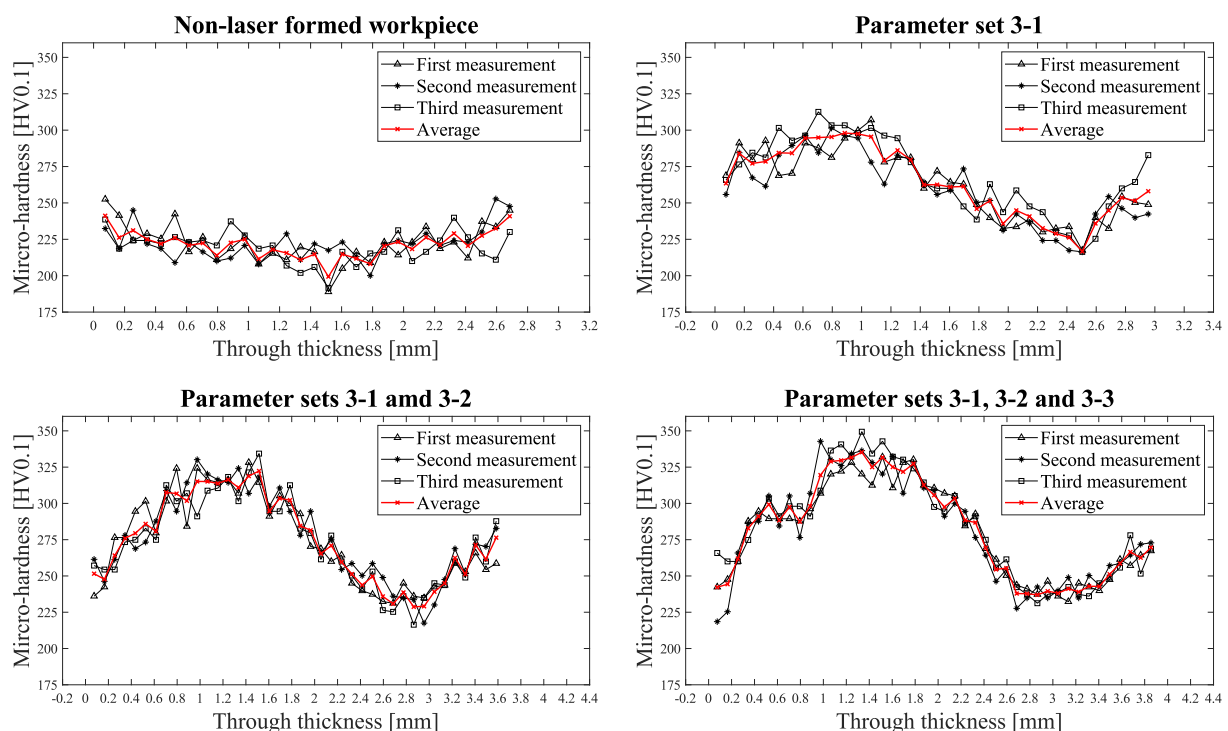 Non-laser formed workpiece
Mircro-hardness [HV0.1]
350
325
300
275
250
225
200
175
First measurement
Second measurement
Third measurement
Average
0 0.2 0.4 0.6 0.8 1 1.2 1.4 1.6 1.8 2 2.2 2.4 2.6 2.8 3 3.2
Through thickness [mm]
Parameter set 3-1
Mircro-hardness [HV0.1]
350
325
300
275
250
225
200
175
First measurement
Second measurement
Third measurement
Average
-0.2 0 0.2 0.4 0.6 0.8 1 1.2 1.4 1.6 1.8 2 2.2 2.4 2.6 2.8 3 3.2 3.4
Through thickness [mm]
Parameter sets 3-1 amd 3-2
Mircro-hardness [HV0.1]
350
325
300
275
250
225
200
175
First measurement
Second measurement
Third measurement
Average
-0.2 0 0.2 0.4 0.6 0.8 1 1.2 1.4 1.6 1.8 2 2.2 2.4 2.6 2.8 3 3.2 3.4 3.6 3.8 4 4.2 4.4
Through thickness [mm]
Parameter sets 3-1, 3-2 and 3-3
Mircro-hardness [HV0.1]
350
325
300
275
250
225
200
175
First measurement
Second measurement
Third measurement
Average
-0.2 0 0.2 0.4 0.6 0.8 1 1.2 1.4 1.6 1.8 2 2.2 2.4 2.6 2.8 3 3.2 3.4 3.6 3.8 4 4.2 4.4
Through thickness [mm]